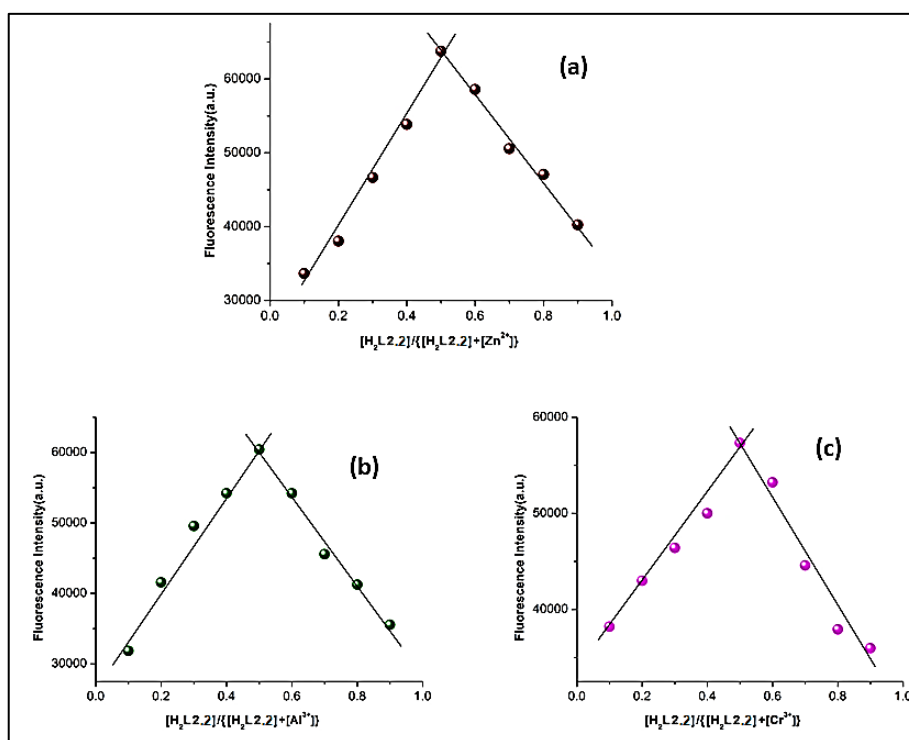 (a)
Fluorescence Intensity(a.u.)
60000
50000
40000
30000
0.0 0.2 0.4 0.6 0.8 1.0
[H₂L2.2]/{[H₂L2.2]+[Zn²⁺]}
(b)
Fluorescence Intensity(a.u.)
60000
50000
40000
30000
0.0 0.2 0.4 0.6 0.8 1.0
[H₂L2.2]/{[H₂L2.2]+[Al³⁺]}
(c)
Fluorescence Intensity(a.u.)
60000
50000
40000
0.0 0.2 0.4 0.6 0.8 1.0
[H₂L2.2]/{[H₂L2.2]+[Cr³⁺]}